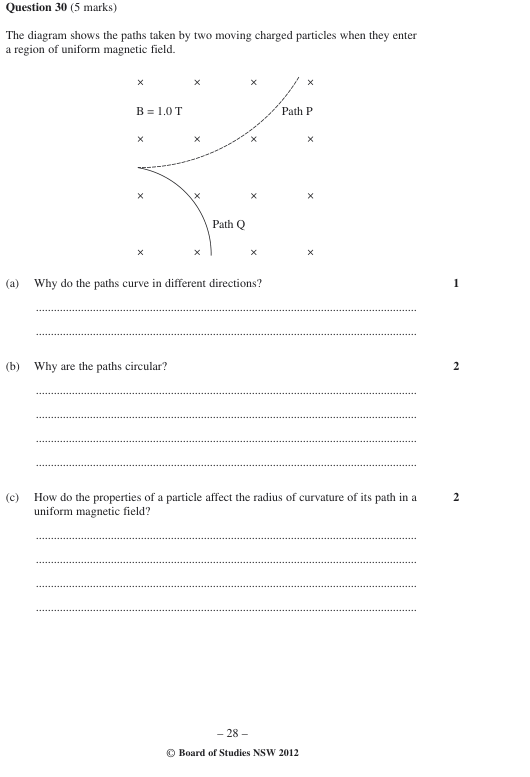 Question 30 (5 marks)
The diagram shows the paths taken by two moving charged particles when they enter
a region of uniform magnetic field.
× × × ×
B = 1.0 T Path P
× × × ×
× × × ×
Path Q
× × × ×
(a) Why do the paths curve in different directions? 1
(b) Why are the paths circular? 2
(c) How do the properties of a particle affect the radius of curvature of its path in a 2
uniform magnetic field?
– 28 –
© Board of Studies NSW 2012